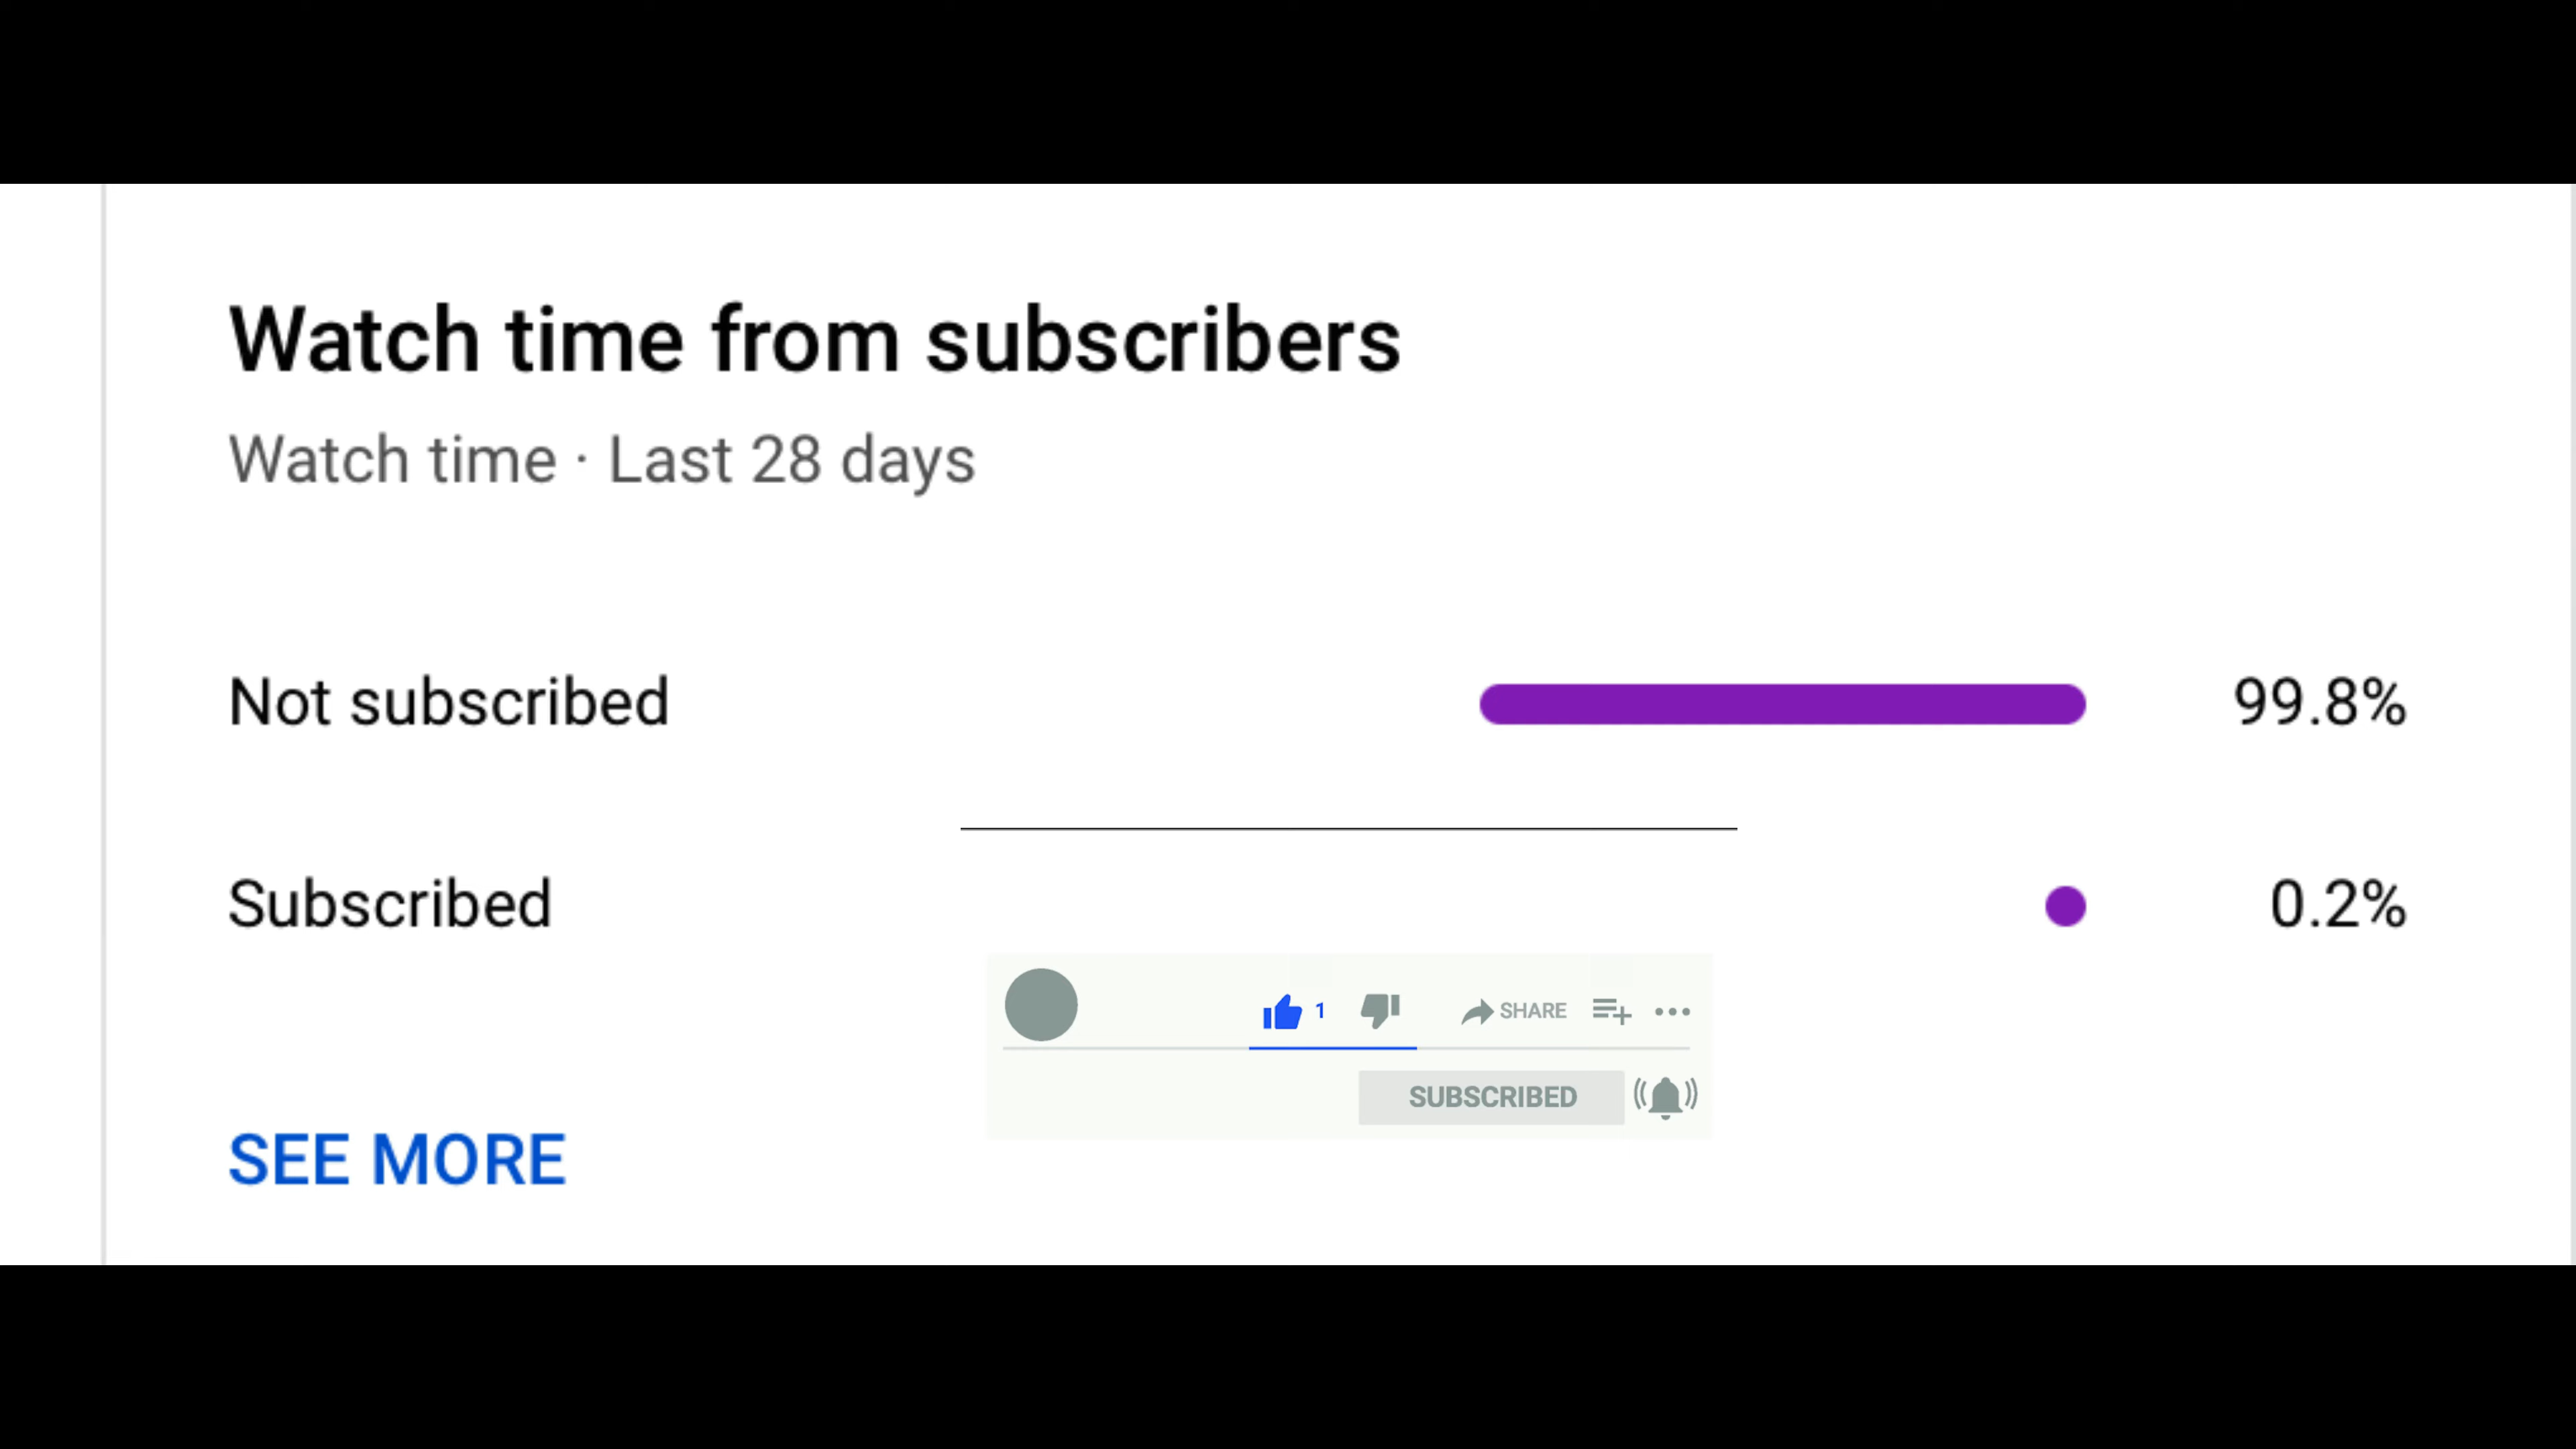 Watch time from subscribers
Watch time · Last 28 days
Not subscribed 99.8%
Subscribed 0.2%
1 SHARE
SUBSCRIBED
SEE MORE